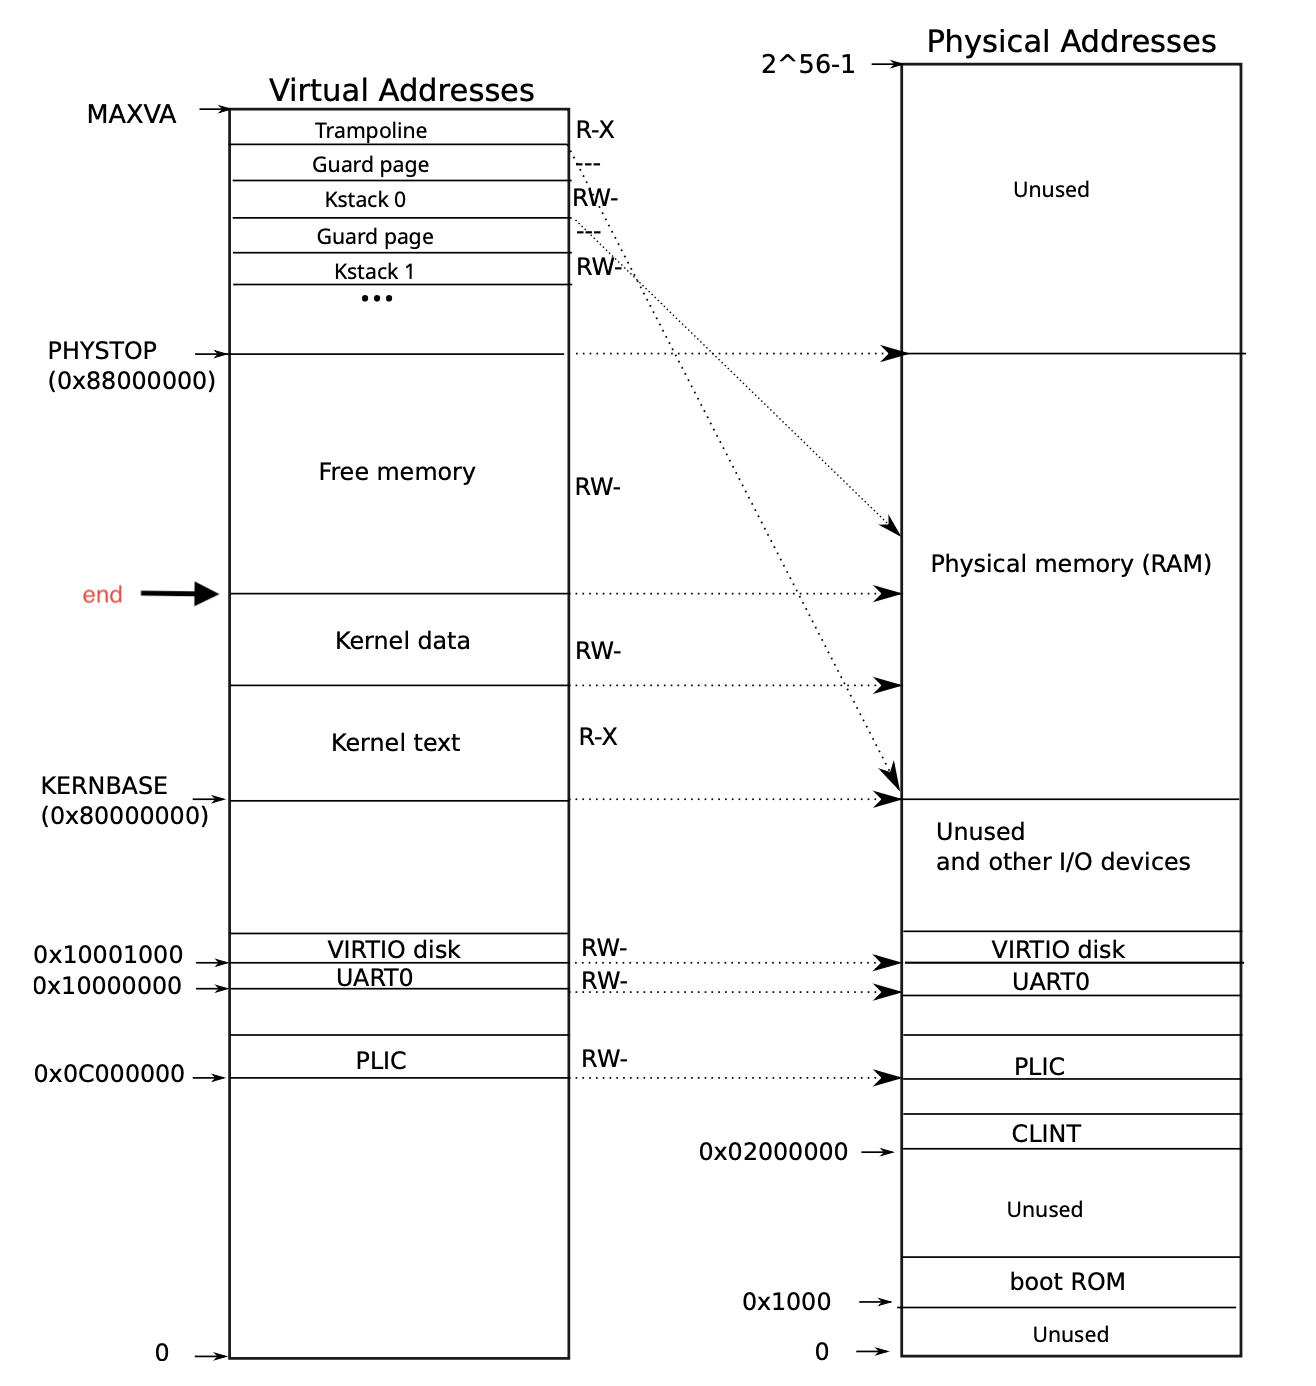 Physical Addresses
2^56-1
Virtual Addresses
MAXVA
Trampoline
R-X
Guard page
---
Unused
Kstack 0
RW-
Guard page
---
Kstack 1
RW-
...
PHYSTOP
(0x88000000)
Free memory
RW-
Physical memory (RAM)
end
Kernel data
RW-
Kernel text
R-X
KERNBASE
(0x80000000)
Unused
and other I/O devices
0x10001000
VIRTIO disk
RW-
VIRTIO disk
0x10000000
UART0
RW-
UART0
0x0C000000
PLIC
RW-
PLIC
CLINT
0x02000000
Unused
boot ROM
0x1000
Unused
0
0